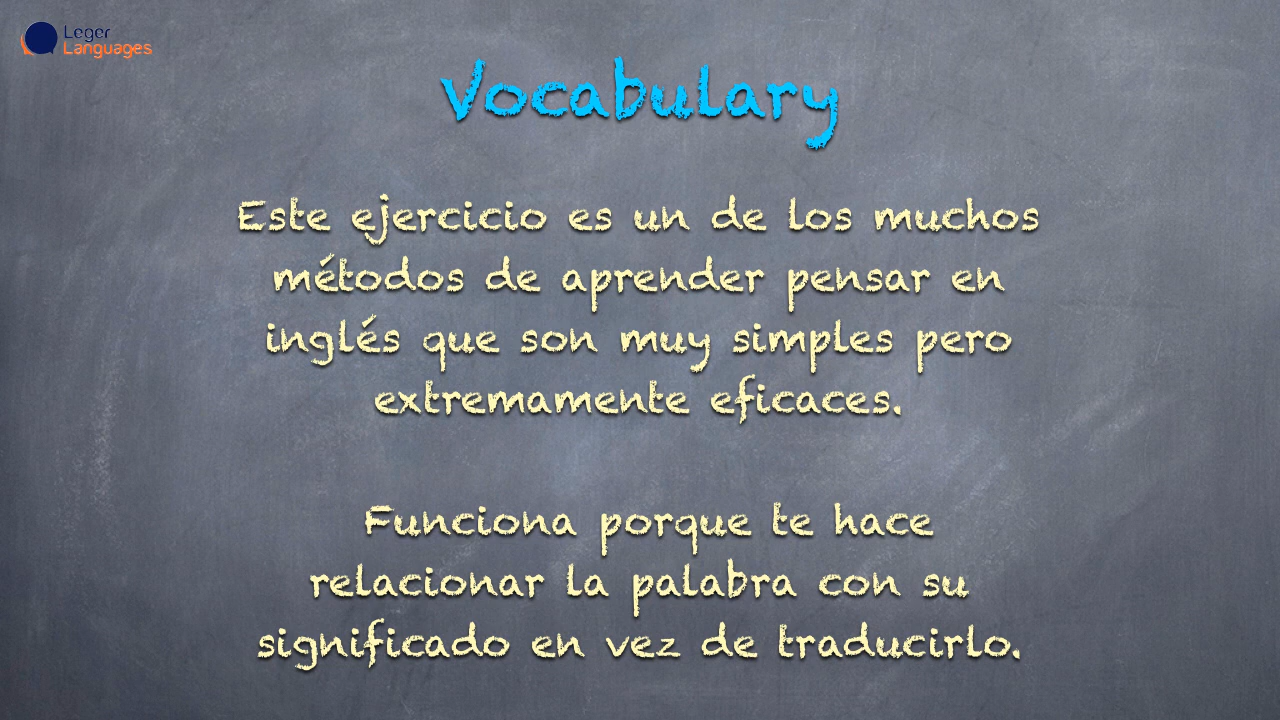 Leger
Languages
Vocabulary
Este ejercicio es un de los muchos
métodos de aprender pensar en
inglés que son muy simples pero
extremamente eficaces.
Funciona porque te hace
relacionar la palabra con su
significado en vez de traducirlo.